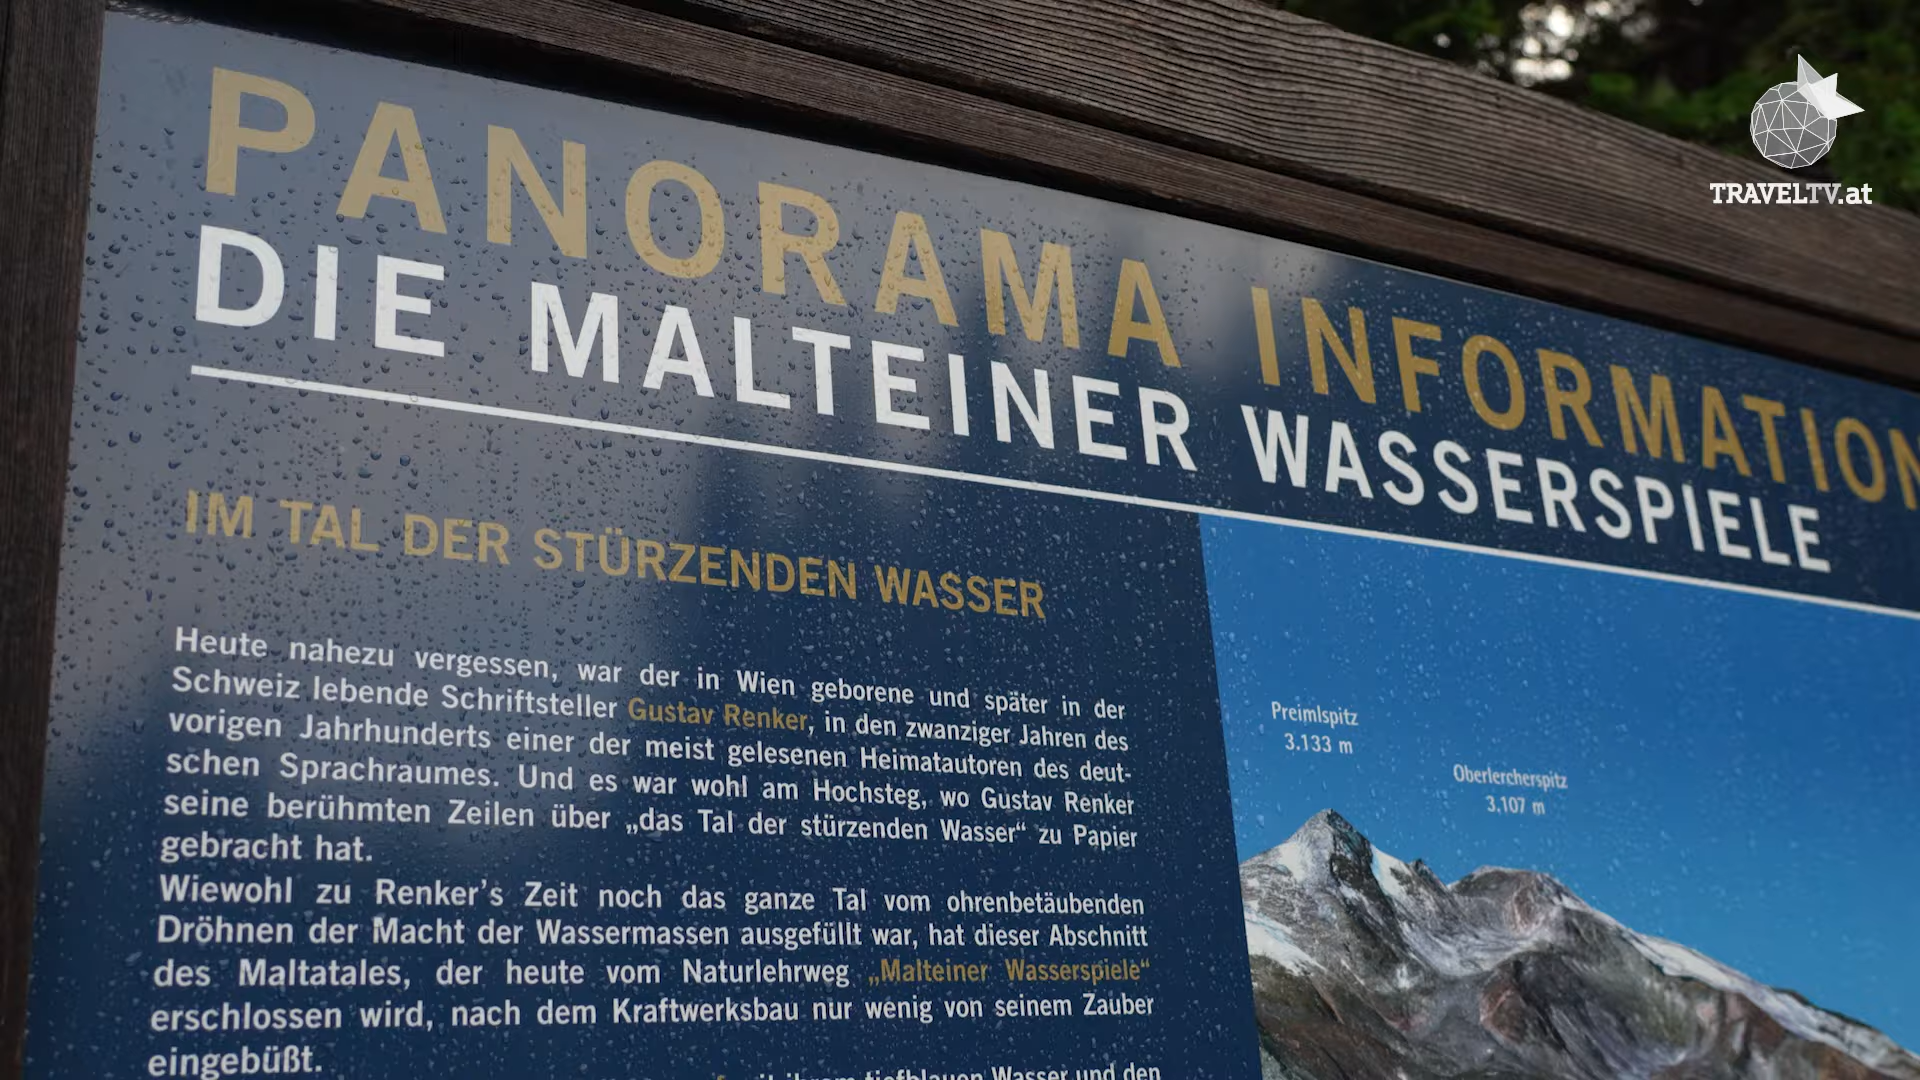 PANORAMA INFORMATION
DIE MALTEINER WASSERSPIELE
IM TAL DER STÜRZENDEN WASSER
Heute nahezu vergessen, war der in Wien geborene und später in der
Schweiz lebende Schriftsteller Gustav Renker, in den zwanziger Jahren des
vorigen Jahrhunderts einer der meist gelesenen Heimatautoren des deut-
schen Sprachraumes. Und es war wohl am Hochsteg, wo Gustav Renker
seine berühmten Zeilen über „das Tal der stürzenden Wasser“ zu Papier
gebracht hat.
Wiewohl zu Renker’s Zeit noch das ganze Tal vom ohrenbetäubenden
Dröhnen der Macht der Wassermassen ausgefüllt war, hat dieser Abschnitt
des Maltatales, der heute vom Naturlehrweg „Malteiner Wasserspiele“
erschlossen wird, nach dem Kraftwerksbau nur wenig von seinem Zauber
eingebüßt.
tiefblauen Wasser und den
Preimlspitz
3.133 m
Oberlercherspitz
3.107 m
TRAVELTV.at